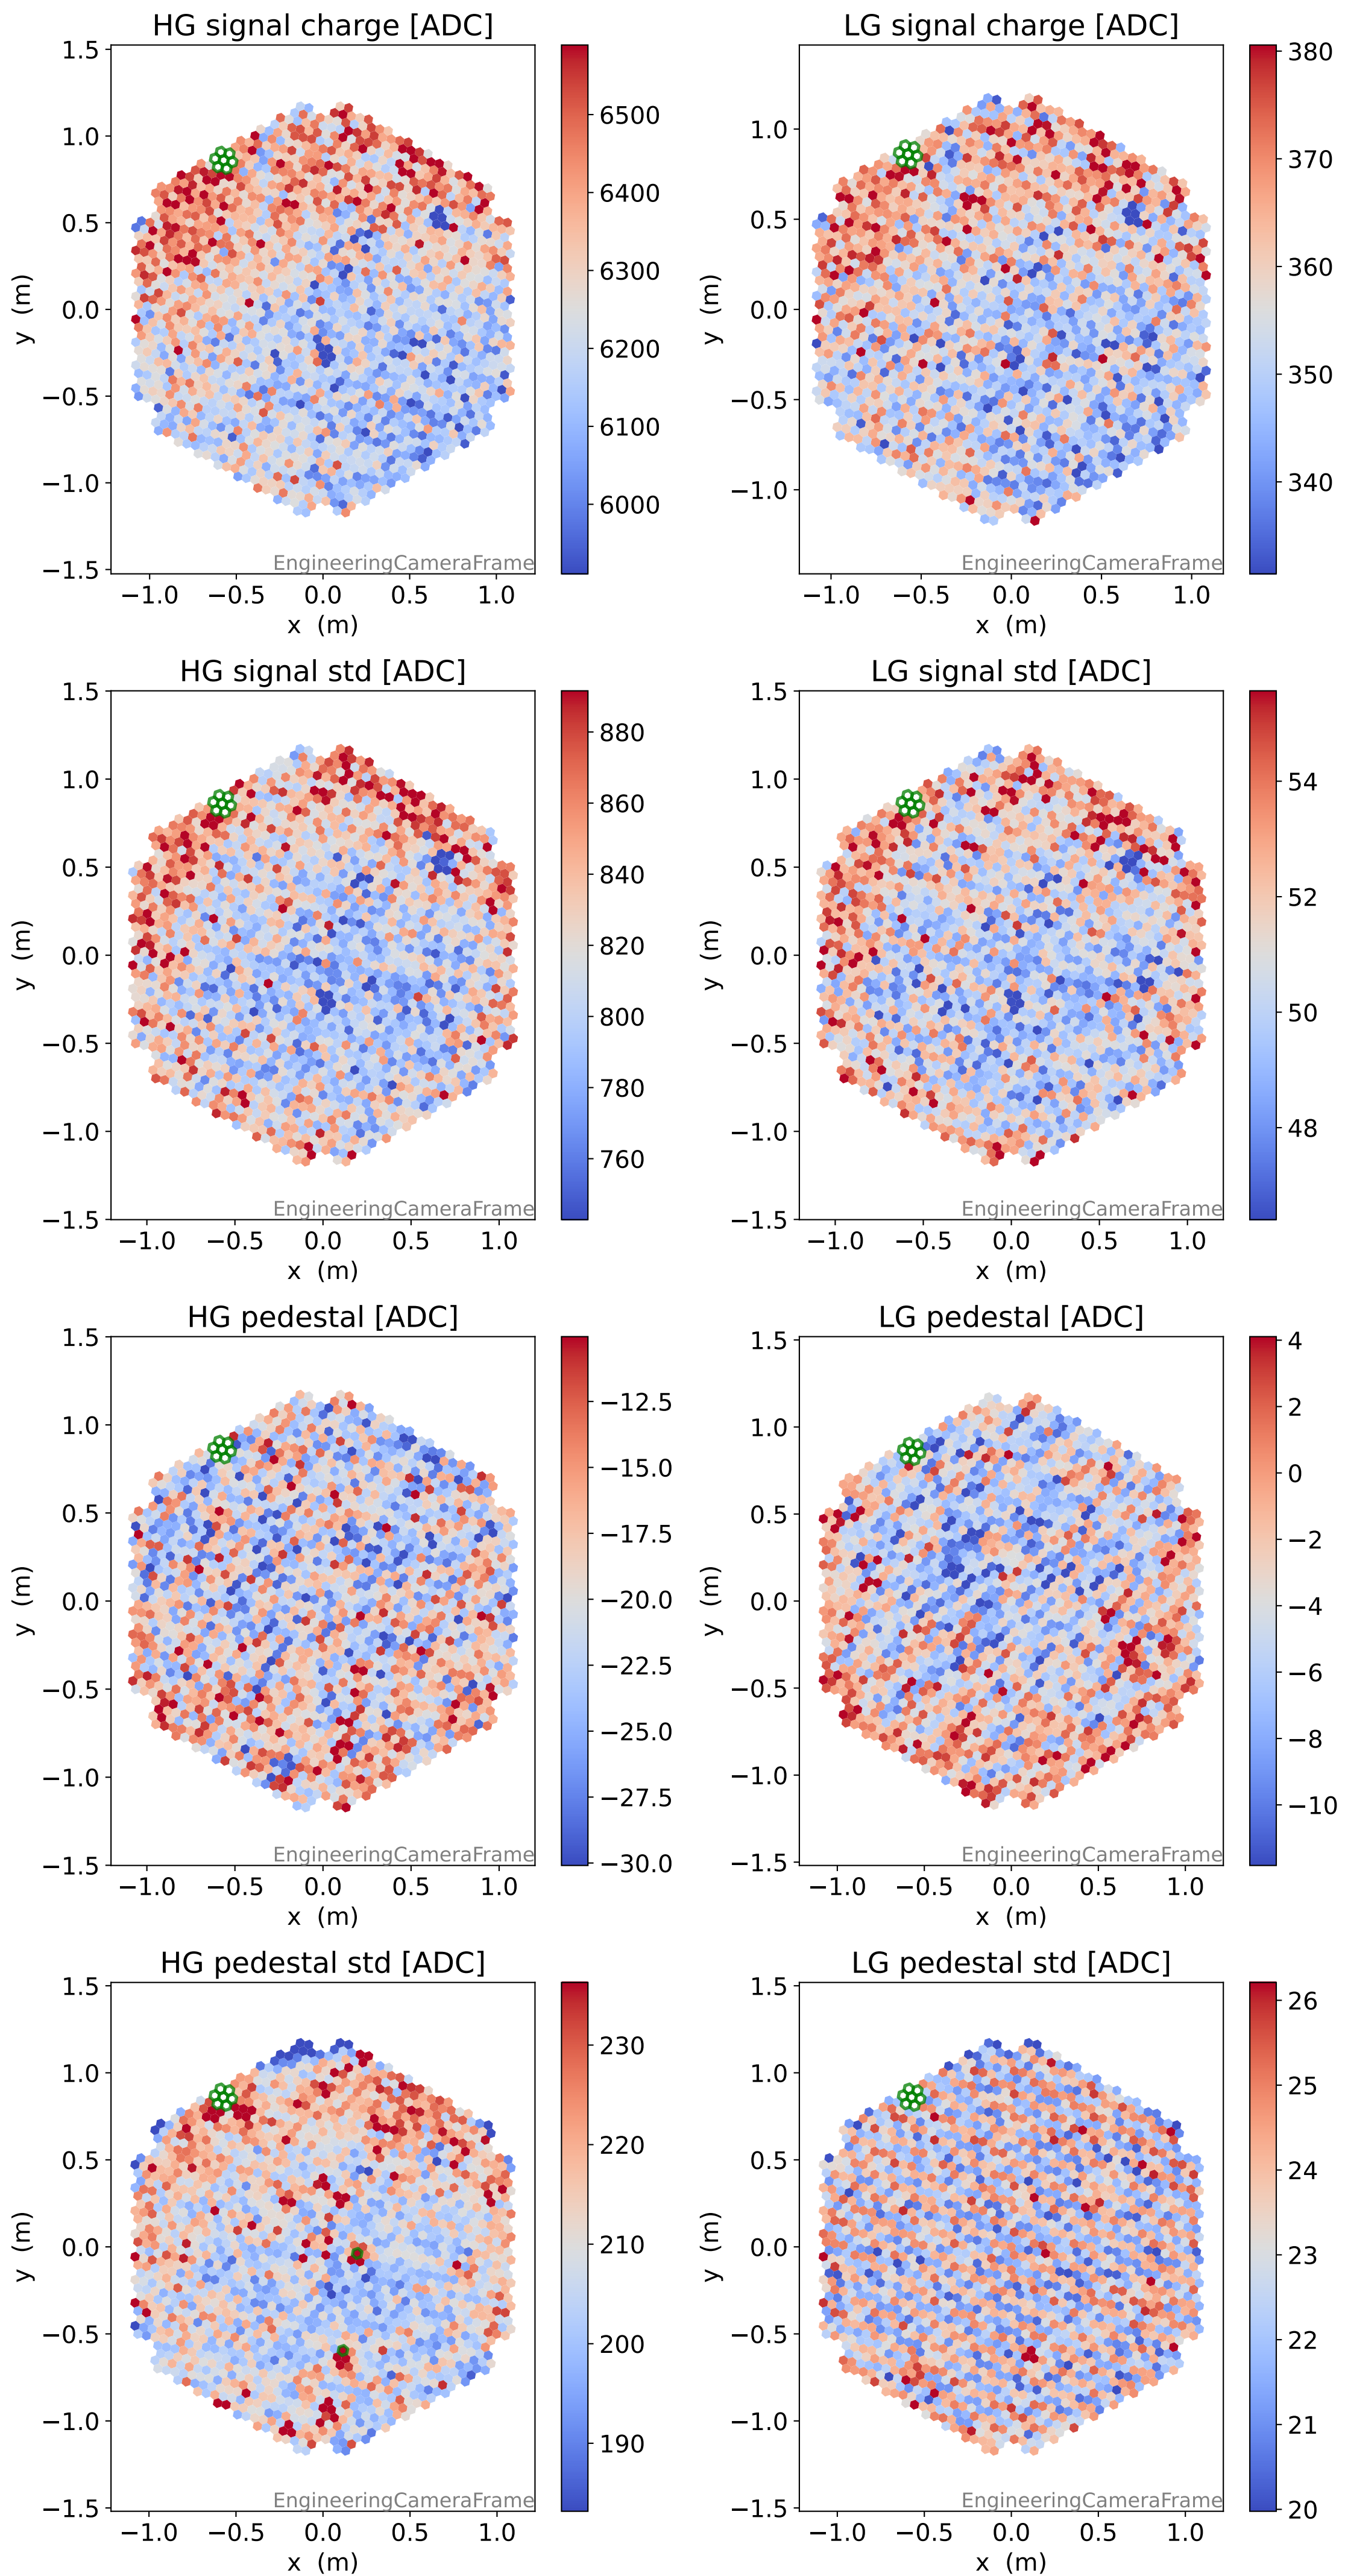 HG signal charge [ADC]
1.5
1.0
0.5
0.0
−0.5
−1.0
−1.5
y (m)
−1.0 −0.5 0.0 0.5 1.0
x (m)
EngineeringCameraFrame
6500
6400
6300
6200
6100
6000
LG signal charge [ADC]
1.0
0.5
0.0
−0.5
−1.0
y (m)
−1.0 −0.5 0.0 0.5 1.0
x (m)
EngineeringCameraFrame
380
370
360
350
340
HG signal std [ADC]
1.5
1.0
0.5
0.0
−0.5
−1.0
−1.5
y (m)
−1.0 −0.5 0.0 0.5 1.0
x (m)
EngineeringCameraFrame
880
860
840
820
800
780
760
LG signal std [ADC]
1.5
1.0
0.5
0.0
−0.5
−1.0
−1.5
y (m)
−1.0 −0.5 0.0 0.5 1.0
x (m)
EngineeringCameraFrame
54
52
50
48
HG pedestal [ADC]
1.5
1.0
0.5
0.0
−0.5
−1.0
−1.5
y (m)
−1.0 −0.5 0.0 0.5 1.0
x (m)
EngineeringCameraFrame
−12.5
−15.0
−17.5
−20.0
−22.5
−25.0
−27.5
−30.0
LG pedestal [ADC]
1.5
1.0
0.5
0.0
−0.5
−1.0
−1.5
y (m)
−1.0 −0.5 0.0 0.5 1.0
x (m)
EngineeringCameraFrame
4
2
0
−2
−4
−6
−8
−10
HG pedestal std [ADC]
1.5
1.0
0.5
0.0
−0.5
−1.0
−1.5
y (m)
−1.0 −0.5 0.0 0.5 1.0
x (m)
EngineeringCameraFrame
230
220
210
200
190
LG pedestal std [ADC]
1.5
1.0
0.5
0.0
−0.5
−1.0
−1.5
y (m)
−1.0 −0.5 0.0 0.5 1.0
x (m)
EngineeringCameraFrame
26
25
24
23
22
21
20